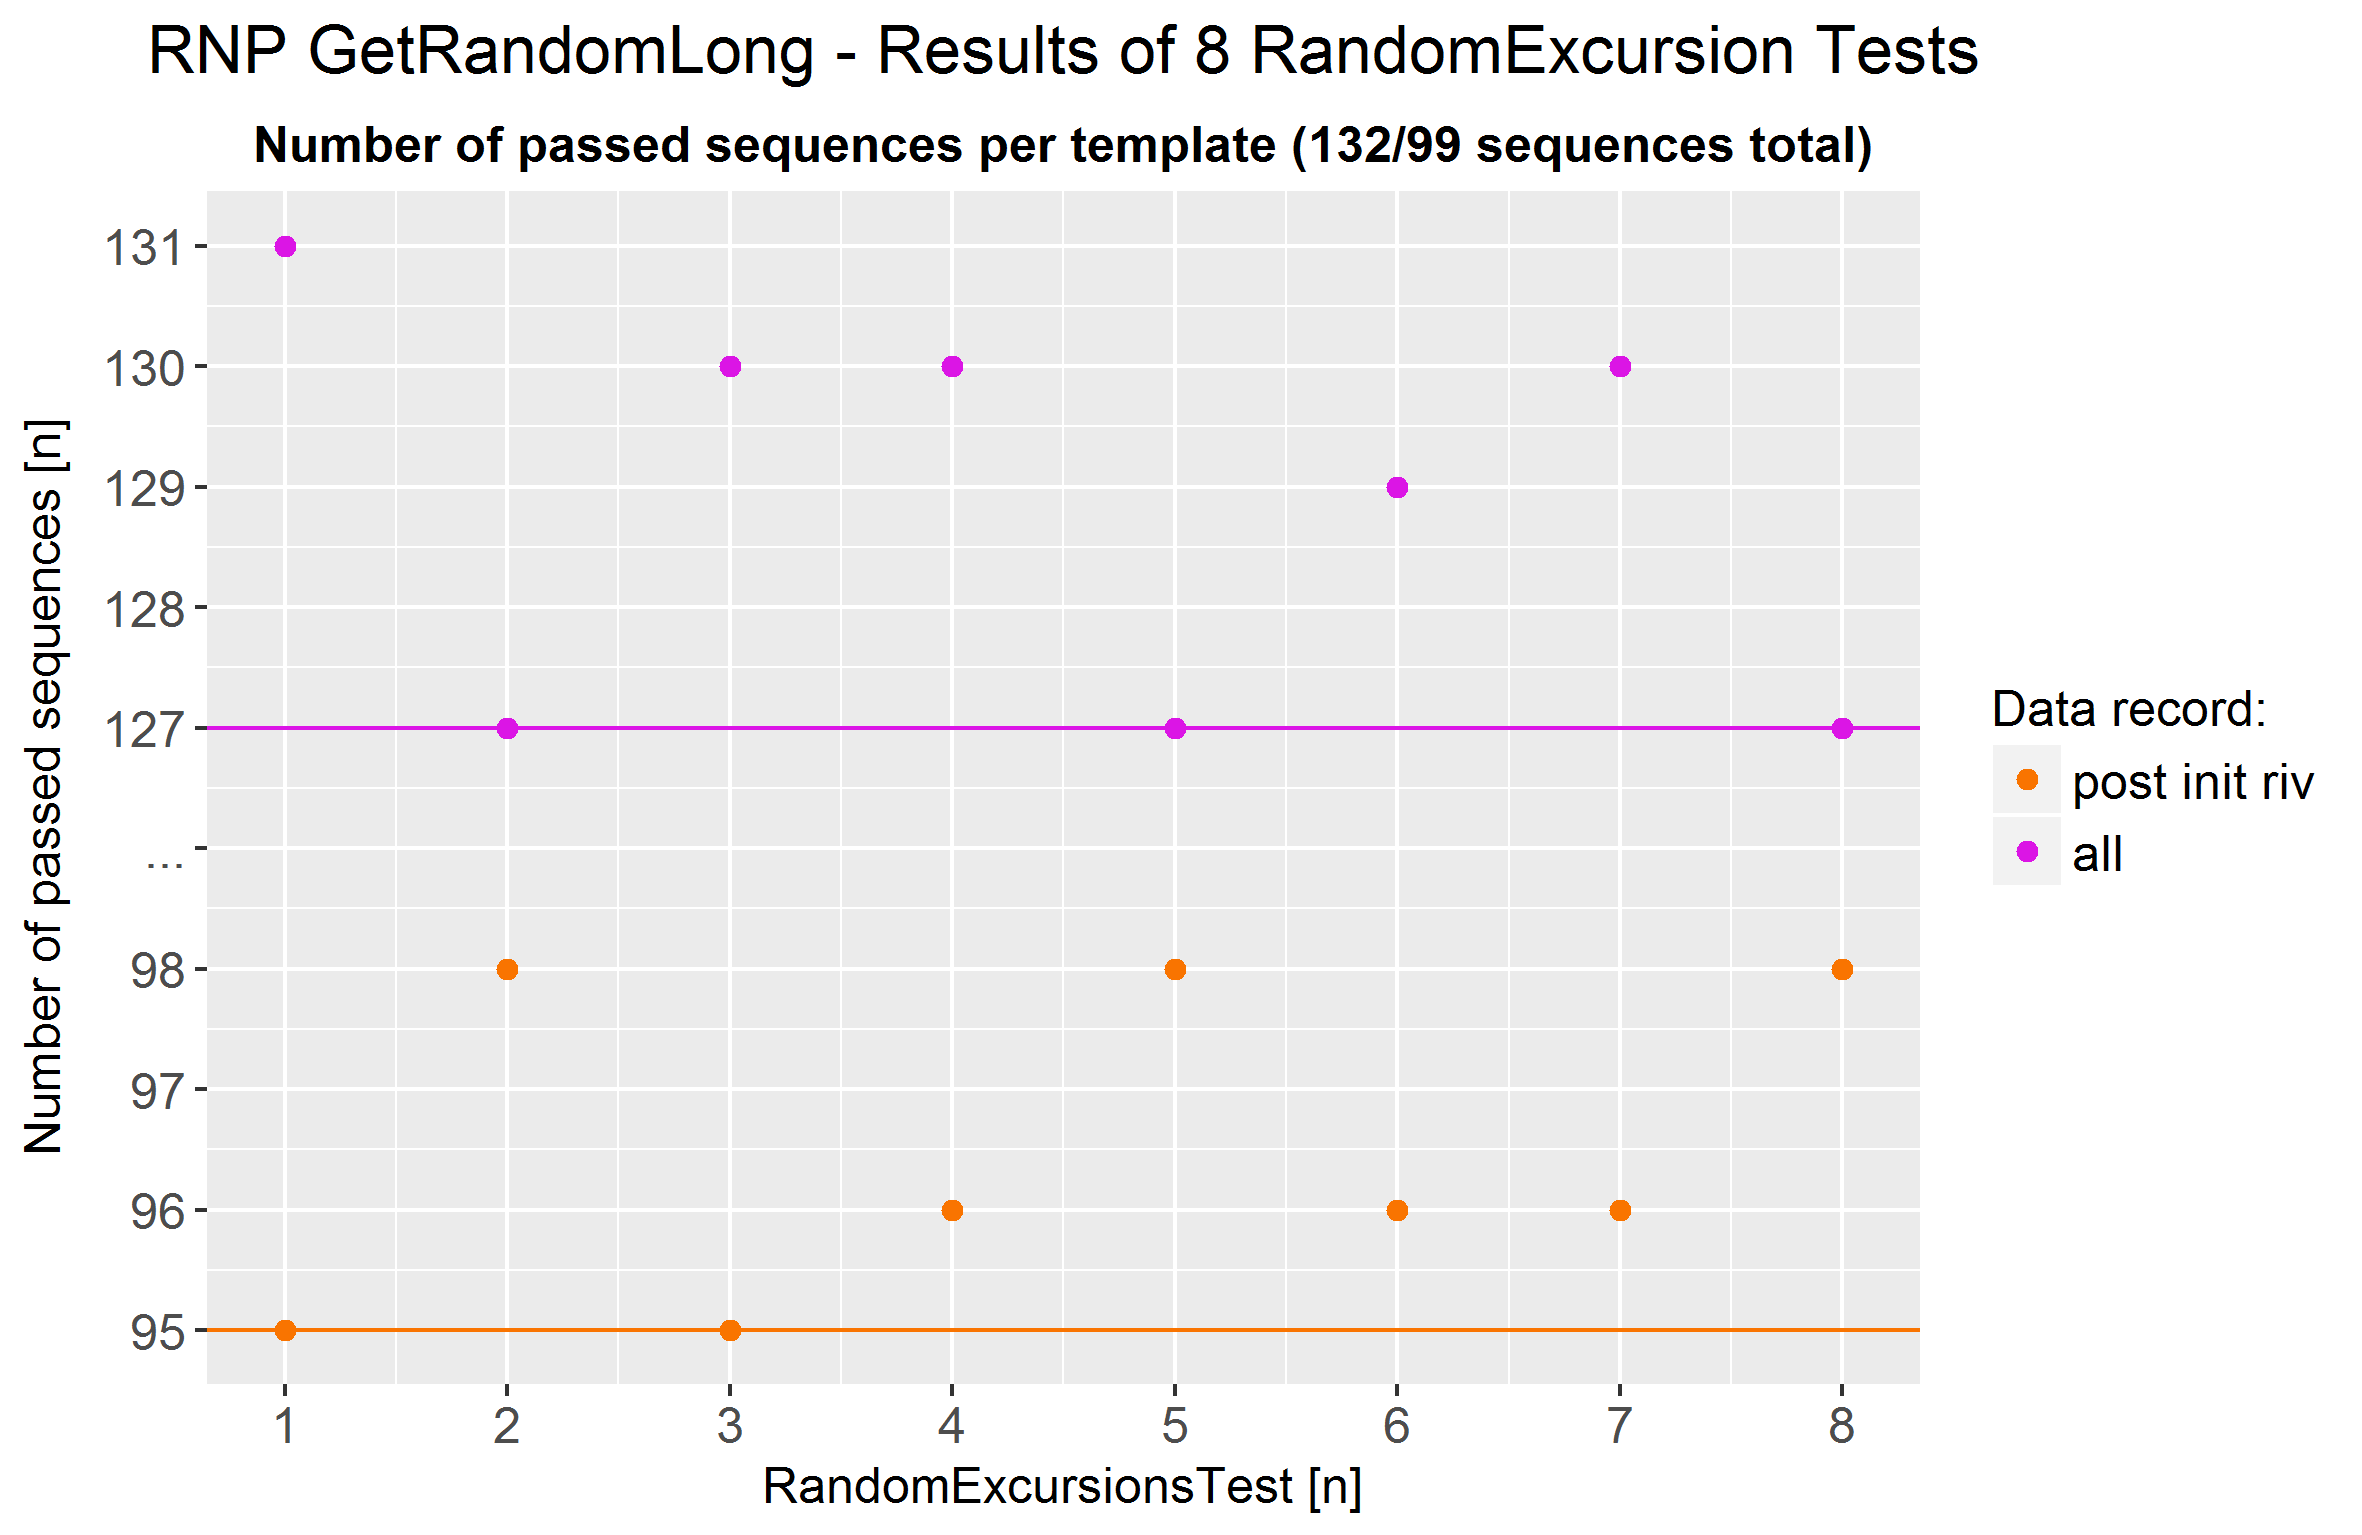 RNP GetRandomLong - Results of 8 RandomExcursion Tests
Number of passed sequences per template (132/99 sequences total)
Number of passed sequences [n]
131
130
129
128
127
...
98
97
96
95
1 2 3 4 5 6 7 8
RandomExcursionsTest [n]
Data record:
post init riv
all